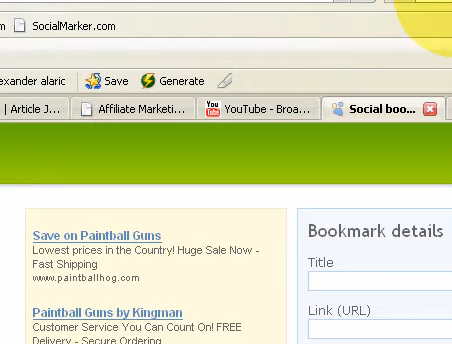 m SocialMarker.com
exander alaric Save Generate
| Article J... Affiliate Marketi... YouTube - Broa... Social boo...
Save on Paintball Guns
Lowest prices in the Country! Huge Sale Now -
Fast Shipping
www.paintballhog.com
Paintball Guns by Kingman
Customer Service You Can Count On! FREE
Delivery - Secure Ordering
Bookmark details
Title
Link (URL)